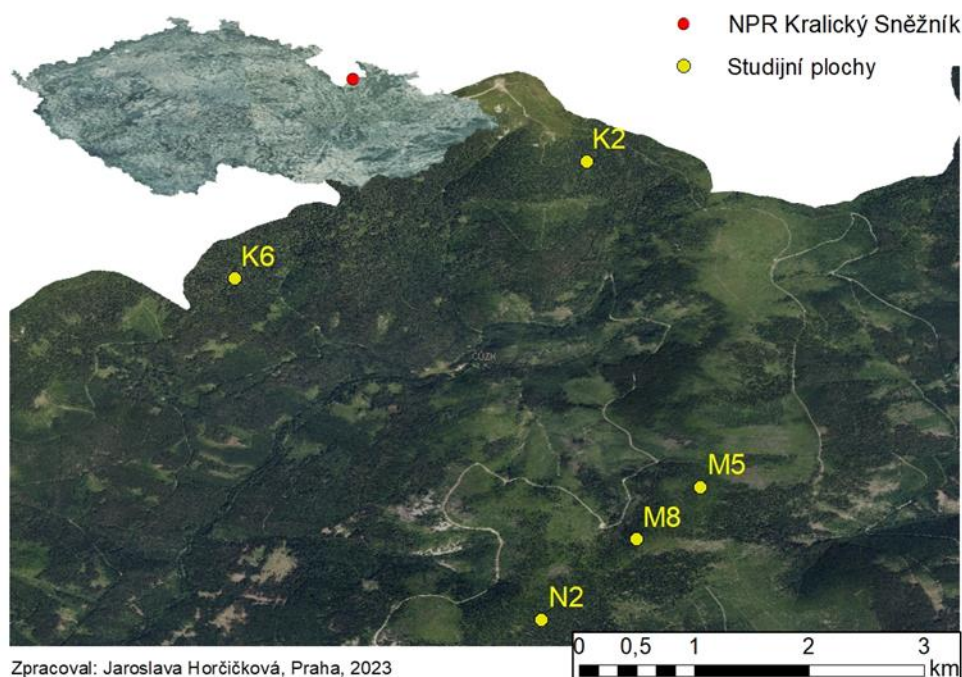 NPR Kralický Sněžník
Studijní plochy
K2
K6
ČÚZK
M5
M8
N2
0 0,5 1 2 3
km
Zpracoval: Jaroslava Horčičková, Praha, 2023